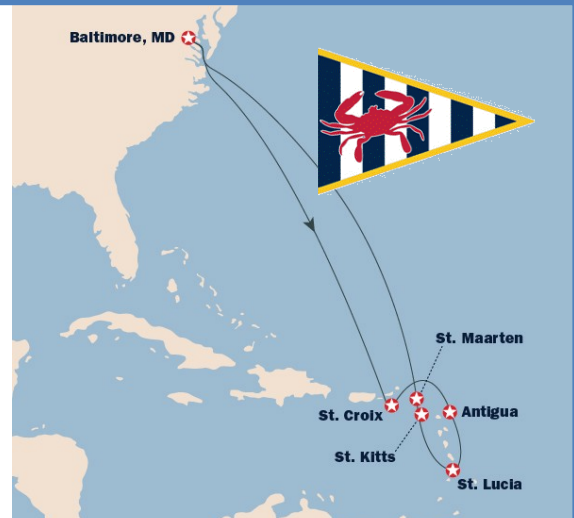 Baltimore, MD
St. Maarten
St. Croix
Antigua
St. Kitts
St. Lucia